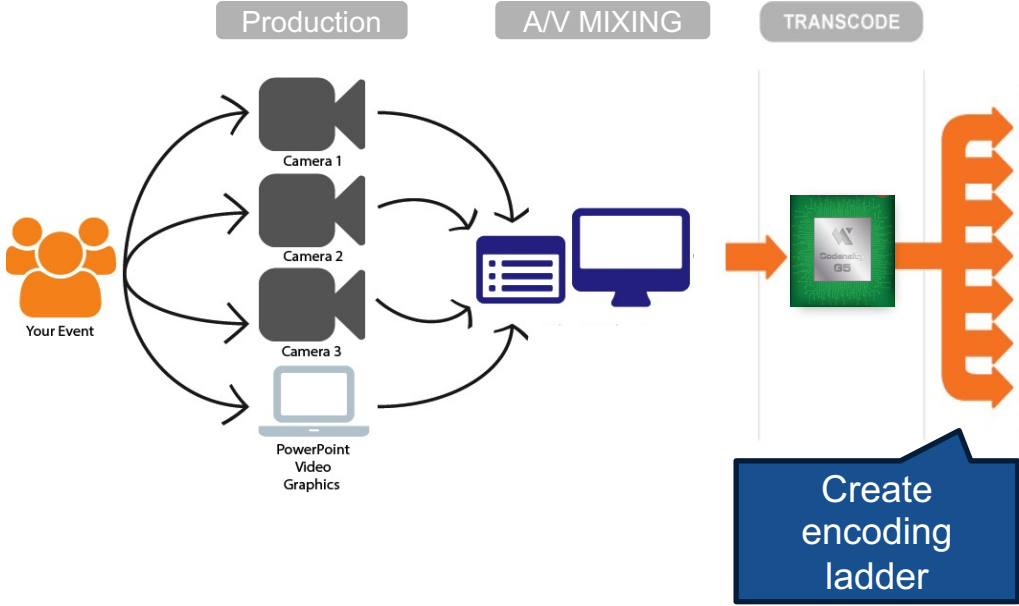 Production
A/V MIXING
TRANSCODE
Camera 1
Camera 2
Camera 3
Your Event
PowerPoint
Video
Graphics
Codensity
G5
Create
encoding
ladder